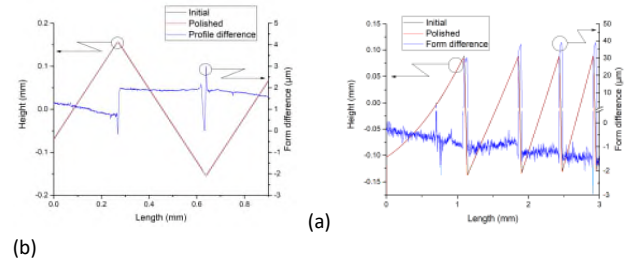 Initial
Polished
Profile difference
Height (mm)
0.2
0.1
0.0
-0.1
-0.2
Form difference (µm)
5
4
3
2
1
0
-1
-2
-3
0.0 0.2 0.4 0.6 0.8
Length (mm)
(b)
Initial
Polished
Form difference
Height (mm)
0.15
0.10
0.05
0.00
-0.05
-0.10
-0.15
Form difference (µm)
50
40
30
20
10
0
-1
-2
-3
0 1 2 3
Length (mm)
(a)